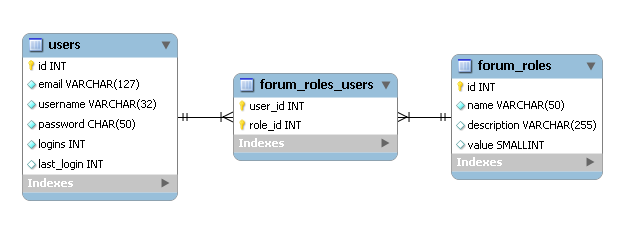 users
id INT
email VARCHAR(127)
username VARCHAR(32)
password CHAR(50)
logins INT
last_login INT
Indexes
forum_roles_users
user_id INT
role_id INT
Indexes
forum_roles
id INT
name VARCHAR(50)
description VARCHAR(255)
value SMALLINT
Indexes